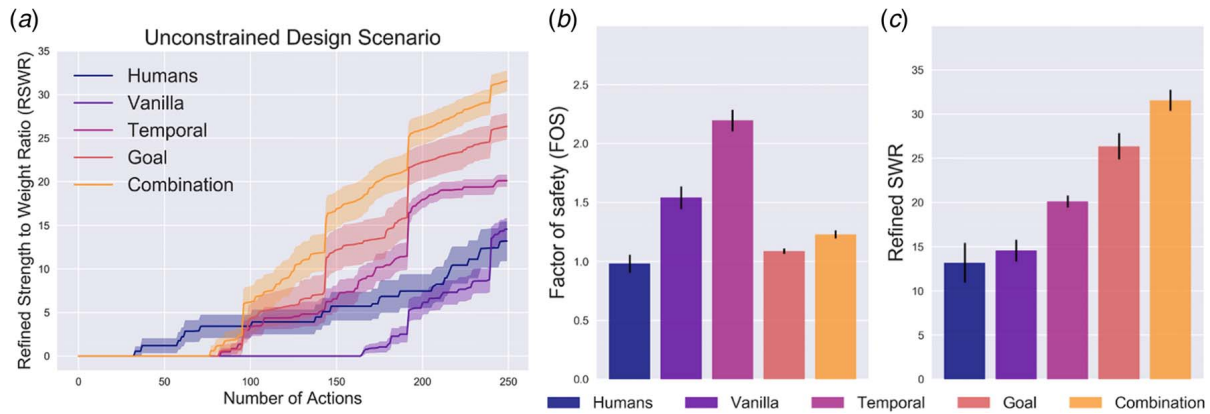 (a)
Unconstrained Design Scenario
Refined Strength to Weight Ratio (RSWR)
35
30
25
20
15
10
5
0
Humans
Vanilla
Temporal
Goal
Combination
0 50 100 150 200 250
Number of Actions
(b)
Factor of safety (FOS)
2.5
2.0
1.5
1.0
0.5
0.0
(c)
Refined SWR
35
30
25
20
15
10
5
0
Humans Vanilla Temporal Goal Combination